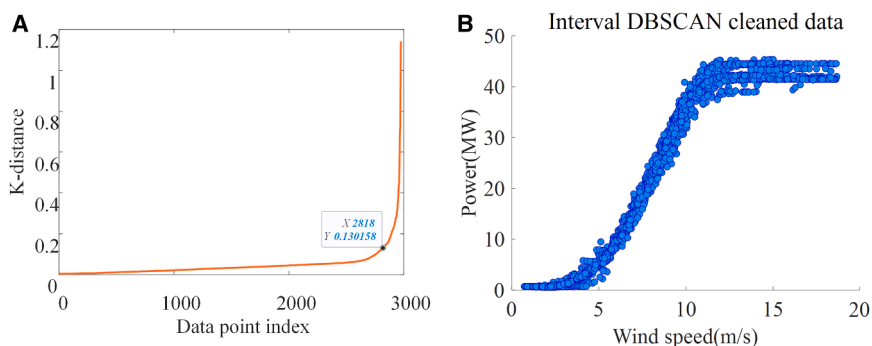 A
1.2
1
0.8
0.6
0.4
0.2
0
K-distance
X 2818
Y 0.130158
0 1000 2000 3000
Data point index
B
Interval DBSCAN cleaned data
50
40
30
20
10
0
Power(MW)
0 5 10 15 20
Wind speed(m/s)